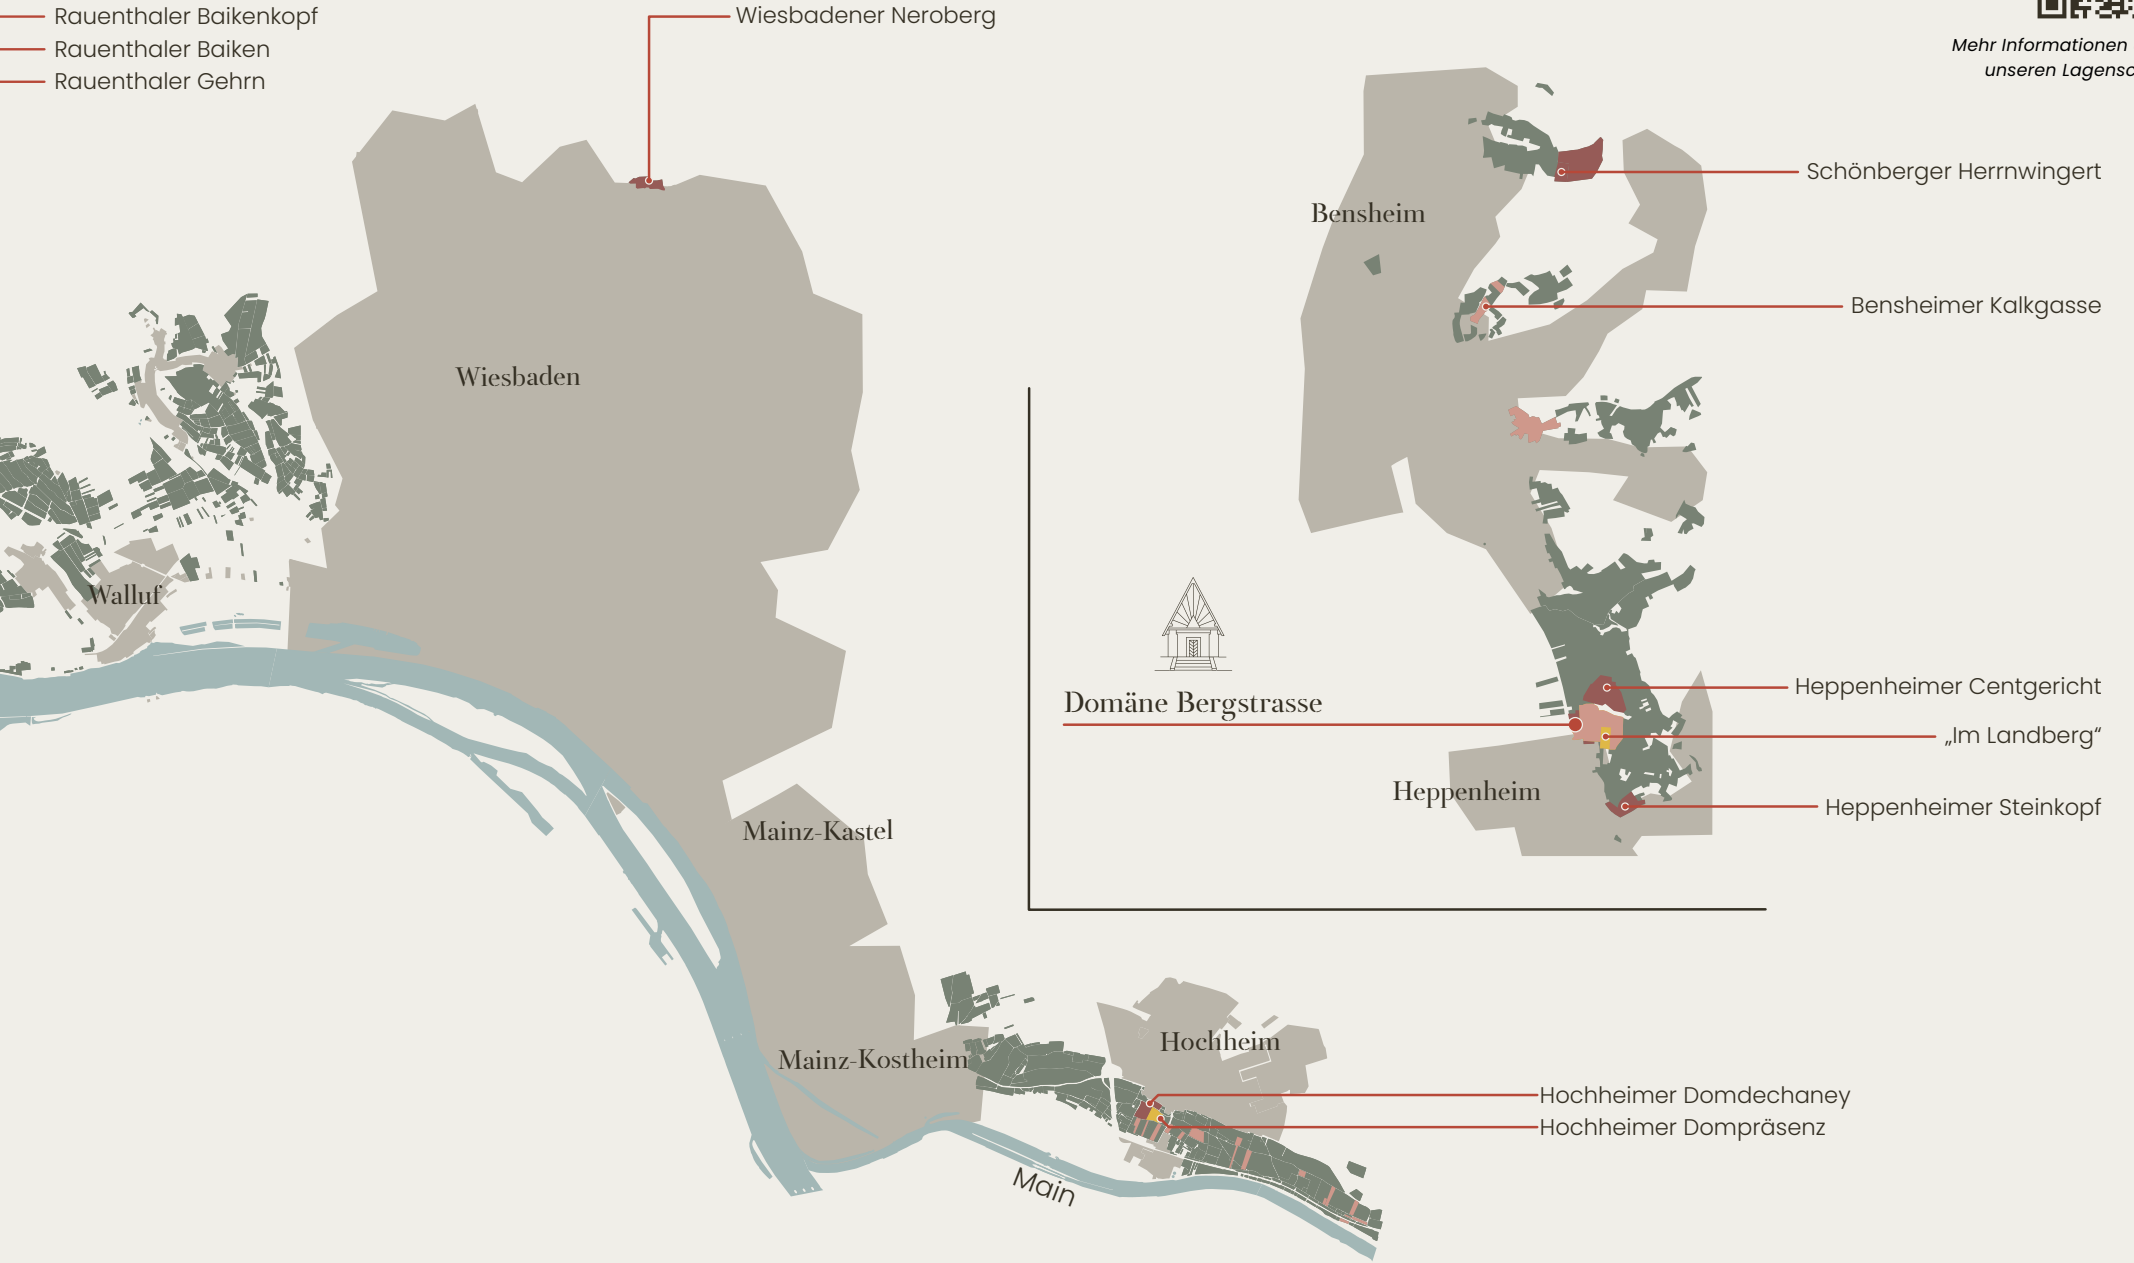 Rauenthaler Baikenkopf
Rauenthaler Baiken
Rauenthaler Gehrn
Wiesbadener Neroberg
Mehr Informationen
unseren
Schönberger Herrnwingert
Bensheim
Bensheimer Kalkgasse
Wiesbaden
Walluf
Domäne Bergstrasse
Heppenheimer Centgericht
„Im Landberg“
Heppenheim
Heppenheimer Steinkopf
Mainz-Kastel
Mainz-Kostheim
Hochheim
Hochheimer Domdechaney
Hochheimer Dompräsenz
Main